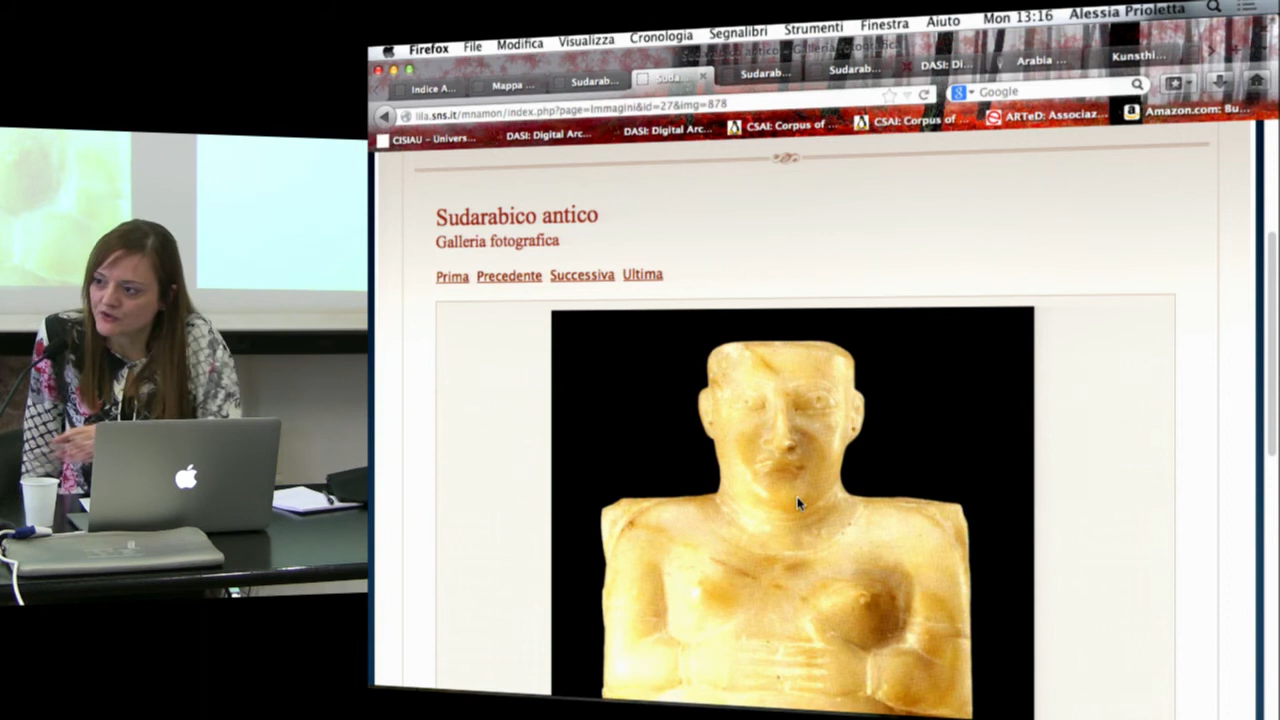 Firefox File Modifica Visualizza Cronologia Segnalibri Strumenti Finestra Aiuto Mon 13:16 Alessia Prioletta
Indice A... Mappa ... Sudarab... Suda... Sudarab... Sudarab... DASI: Di... Arabia ... Kunsthi...
lila.sns.it/mnamon/index.php?page=Immagini&id=27&img=878 Google
CISIAU – Univers... DASI: Digital Arc... DASI: Digital Arc... CSAI: Corpus of ... CSAI: Corpus of ... ARTeD: Associaz... Amazon.com: Bu...
Sudarabico antico
Galleria fotografica
Prima Precedente Successiva Ultima